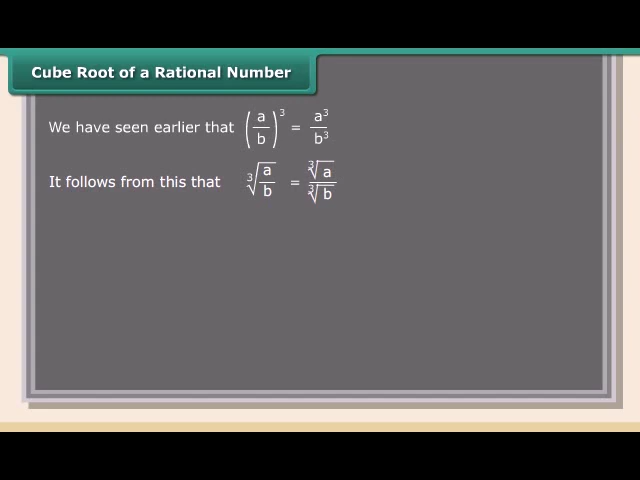 Cube Root of a Rational Number
We have seen earlier that (a/b)³ = a³/b³
It follows from this that ∛(a/b) = ∛a/∛b